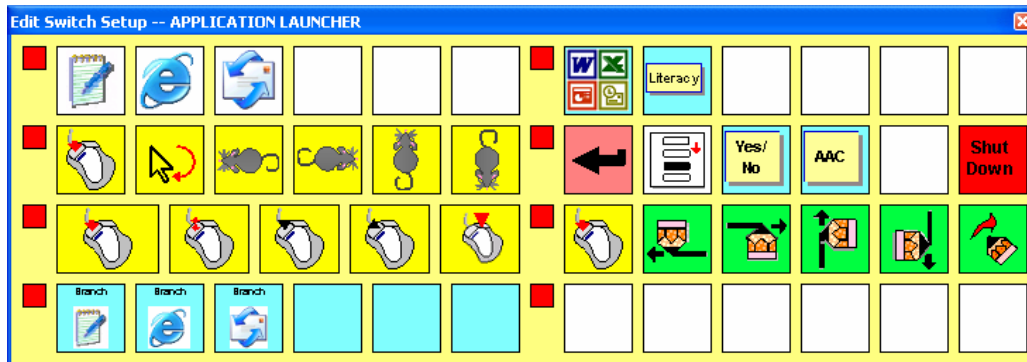 Edit Switch Setup -- APPLICATION LAUNCHER
Literacy
Yes/
No
AAC
Shut
Down
Branch Branch Branch